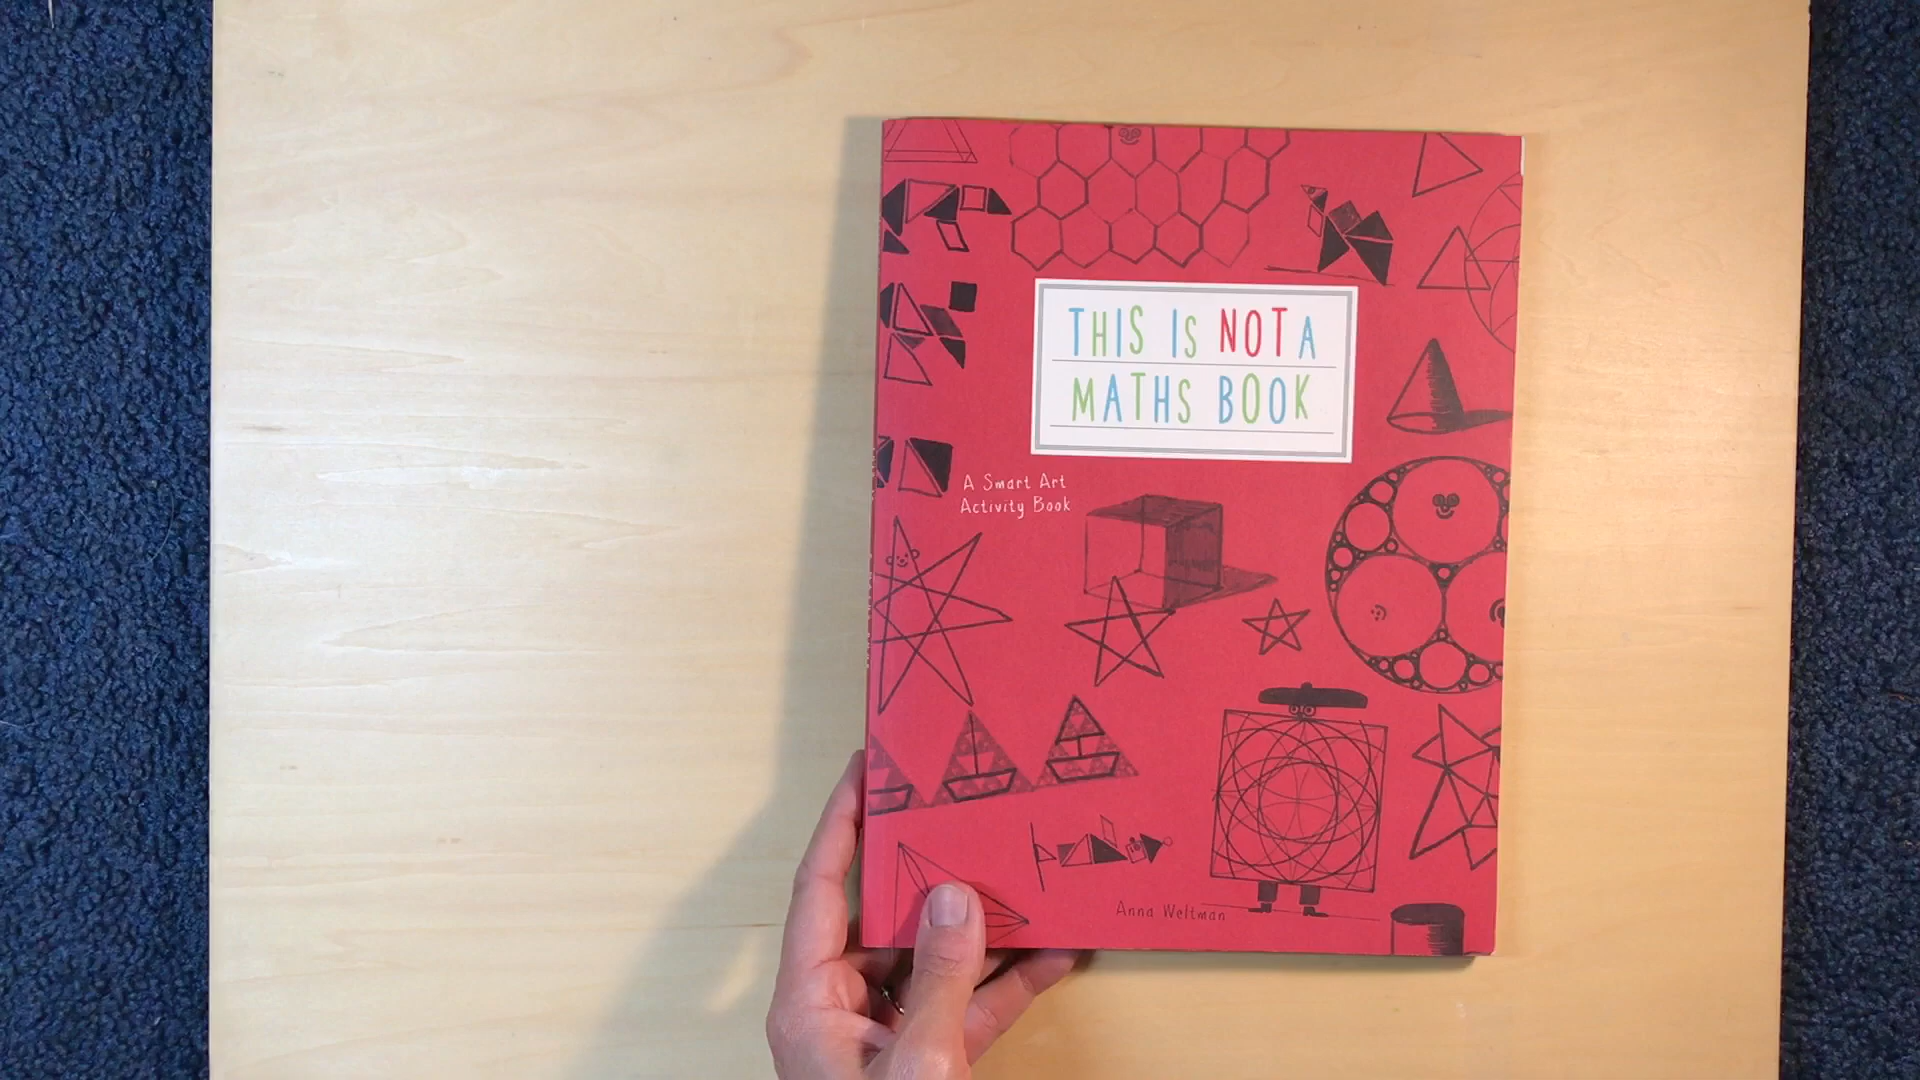 THIS IS NOT A
MATHS BOOK
A Smart Art
Activity Book
Anna Weltman